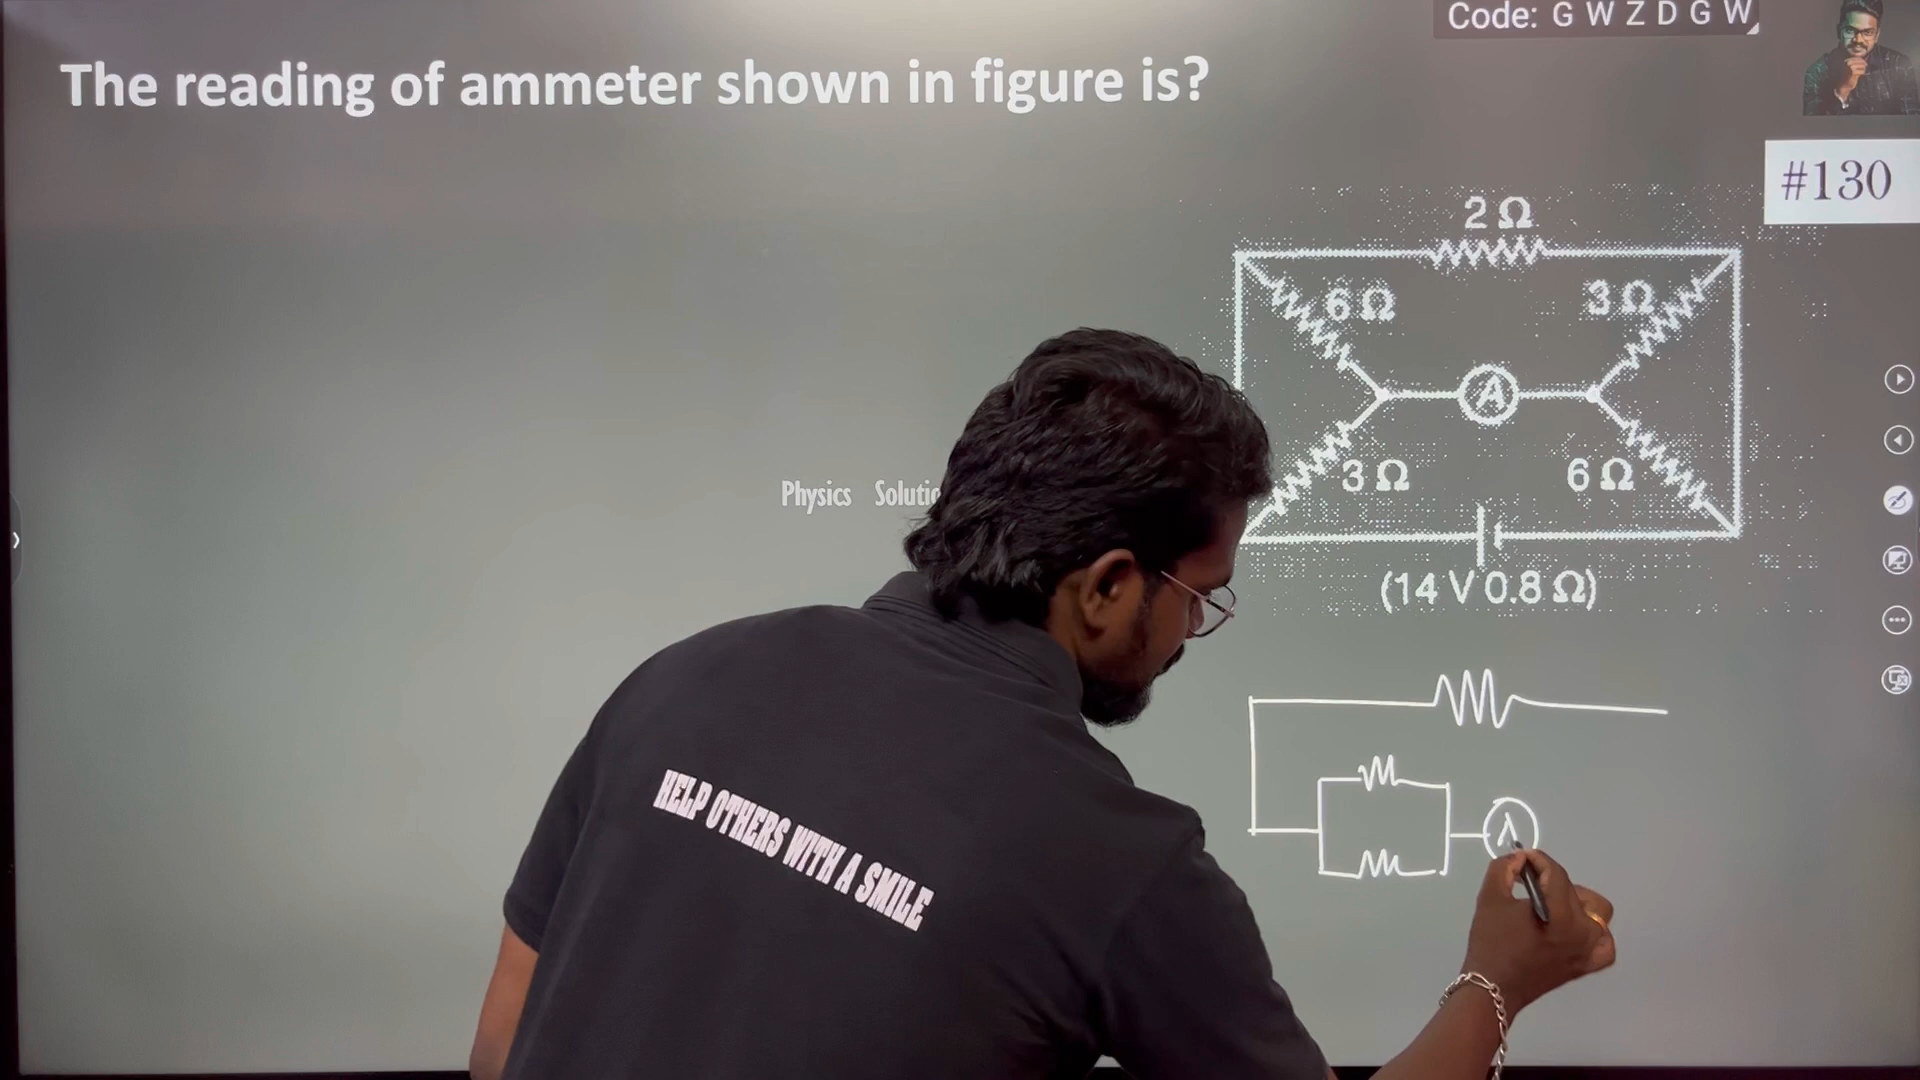 Code: G W Z D G W
The reading of ammeter shown in figure is?
#130
2 Ω
6 Ω
3 Ω
A
3 Ω
6 Ω
Physics
(14 V 0.8 Ω)
HELP OTHERS WITH A SMILE
A